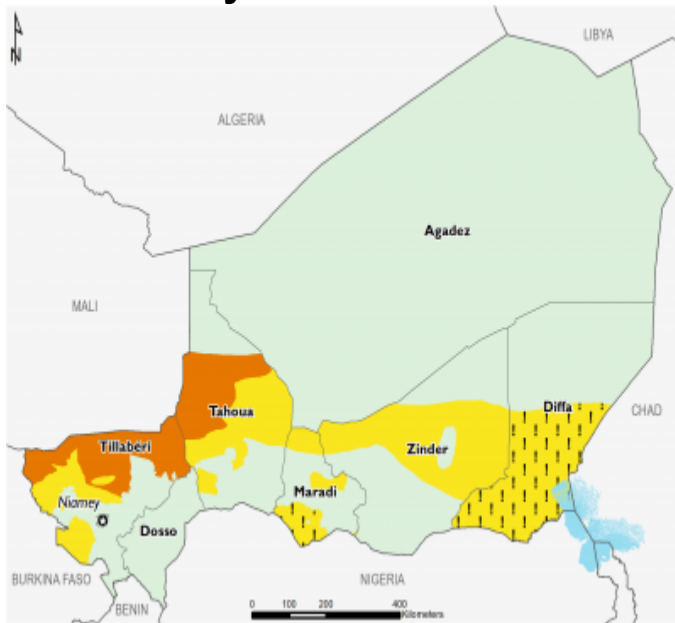 N
LIBYA
ALGERIA
Agadez
MALI
Tahoua
Diffa
CHAD
Tillabéri
Zinder
Maradi
Niamey
Dosso
BURKINA FASO
NIGERIA
BENIN
0 100 200 400
Kilometers